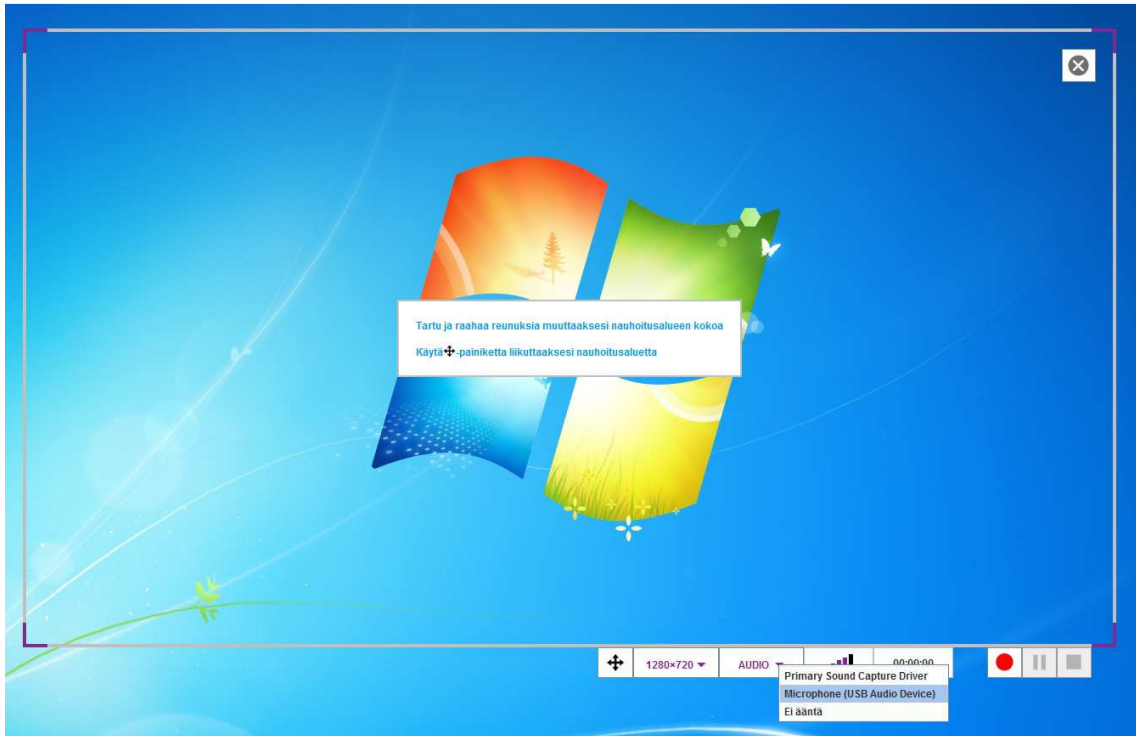 Tartu ja raahaa reunuksia muuttaaksesi nauhoitusalueen kokoa
Käytä -painiketta liikuttaaksesi nauhoitusaluetta
1280×720 AUDIO 00:00:00
Primary Sound Capture Driver
Microphone (USB Audio Device)
Ei ääntä